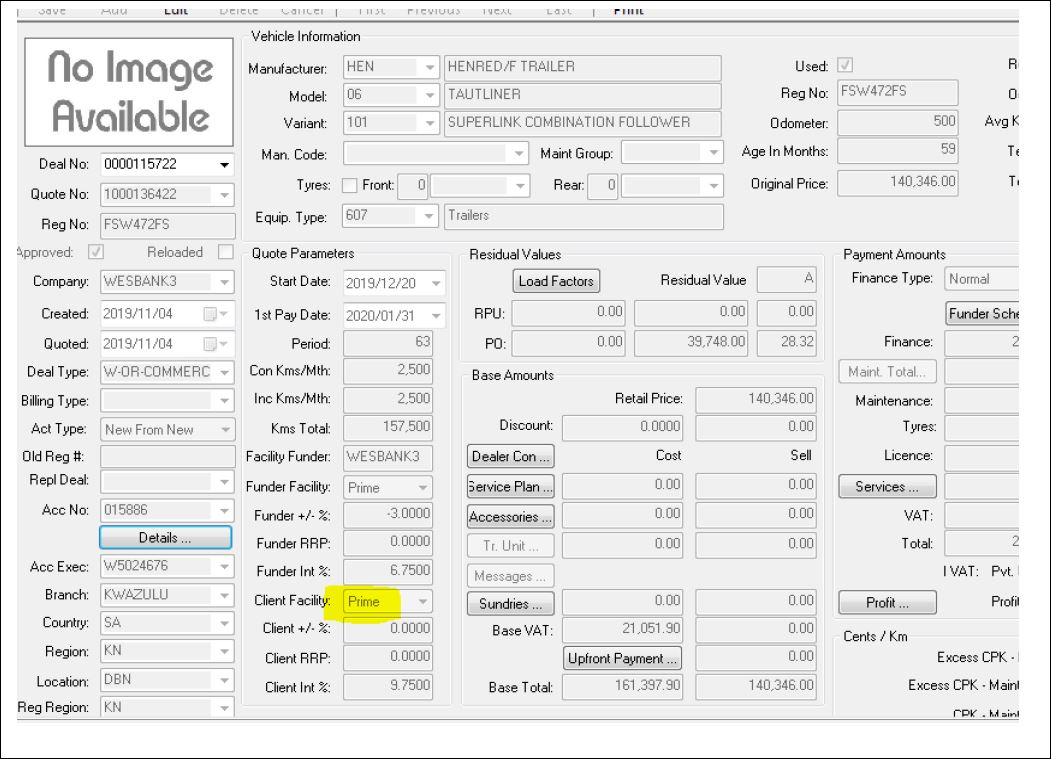 Save Add Edit Delete Cancel First Previous Next Last Print
No Image
Available
Deal No: 0000115722
Quote No: 1000136422
Reg No: FSW472FS
Approved: Reloaded
Company: WESBANK3
Created: 2019/11/04
Quoted: 2019/11/04
Deal Type: W-OR-COMMERC
Billing Type:
Act Type: New From New
Old Reg #:
Repl Deal:
Acc No: 015886
Details ...
Acc Exec: W5024676
Branch: KWAZULU
Country: SA
Region: KN
Location: DBN
Reg Region: KN
Vehicle Information
Manufacturer: HEN HENRED/F TRAILER
Model: 06 TAUTLINER
Variant: 101 SUPERLINK COMBINATION FOLLOWER
Man. Code: Maint Group:
Tyres: Front: 0 Rear: 0
Equip. Type: 607 Trailers
Used:
Reg No: FSW472FS
Odometer: 500 Avg K
Age In Months: 59
Original Price: 140,346.00
Quote Parameters
Start Date: 2019/12/20
1st Pay Date: 2020/01/31
Period: 63
Con Kms/Mth: 2,500
Inc Kms/Mth: 2,500
Kms Total: 157,500
Facility Funder: WESBANK3
Funder Facility: Prime
Funder +/- %: -3.0000
Funder RRP: 0.0000
Funder Int %: 6.7500
Client Facility: Prime
Client +/- %: 0.0000
Client RRP: 0.0000
Client Int %: 9.7500
Residual Values
Load Factors Residual Value A
RPU: 0.00 0.00 0.00
PO: 0.00 39,748.00 28.32
Base Amounts
Retail Price: 140,346.00
Discount: 0.0000 0.00
Dealer Con ... Cost Sell
Service Plan ... 0.00 0.00
Accessories ... 0.00 0.00
Tr. Unit ... 0.00 0.00
Messages ...
Sundries ... 0.00 0.00
Base VAT: 21,051.90 0.00
Upfront Payment ... 0.00
Base Total: 161,397.90 140,346.00
Payment Amounts
Finance Type: Normal
Funder Sche
Finance: 2
Maint. Total...
Maintenance:
Tyres:
Licence:
Services ...
VAT:
Total: 2
I VAT: Pvt.
Profit ... Profi
Cents / Km
Excess CPK -
Excess CPK - Maint
CPK - Maint